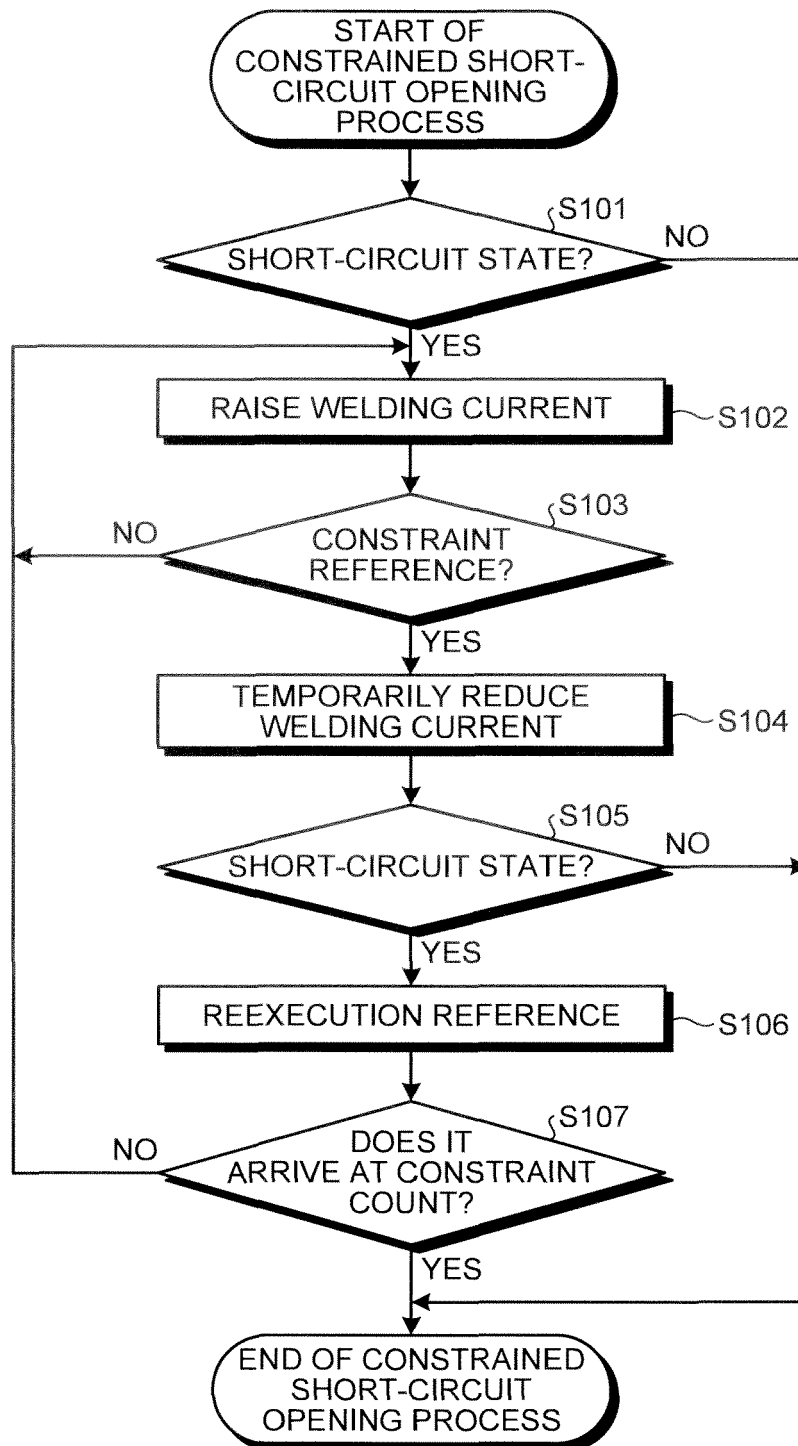 START OF
CONSTRAINED SHORT-
CIRCUIT OPENING
PROCESS
S101
SHORT-CIRCUIT STATE?
NO
YES
RAISE WELDING CURRENT
S102
S103
NO
CONSTRAINT
REFERENCE?
YES
TEMPORARILY REDUCE
WELDING CURRENT
S104
S105
SHORT-CIRCUIT STATE?
NO
YES
REEXECUTION REFERENCE
S106
S107
NO
DOES IT
ARRIVE AT CONSTRAINT
COUNT?
YES
END OF CONSTRAINED
SHORT-CIRCUIT
OPENING PROCESS